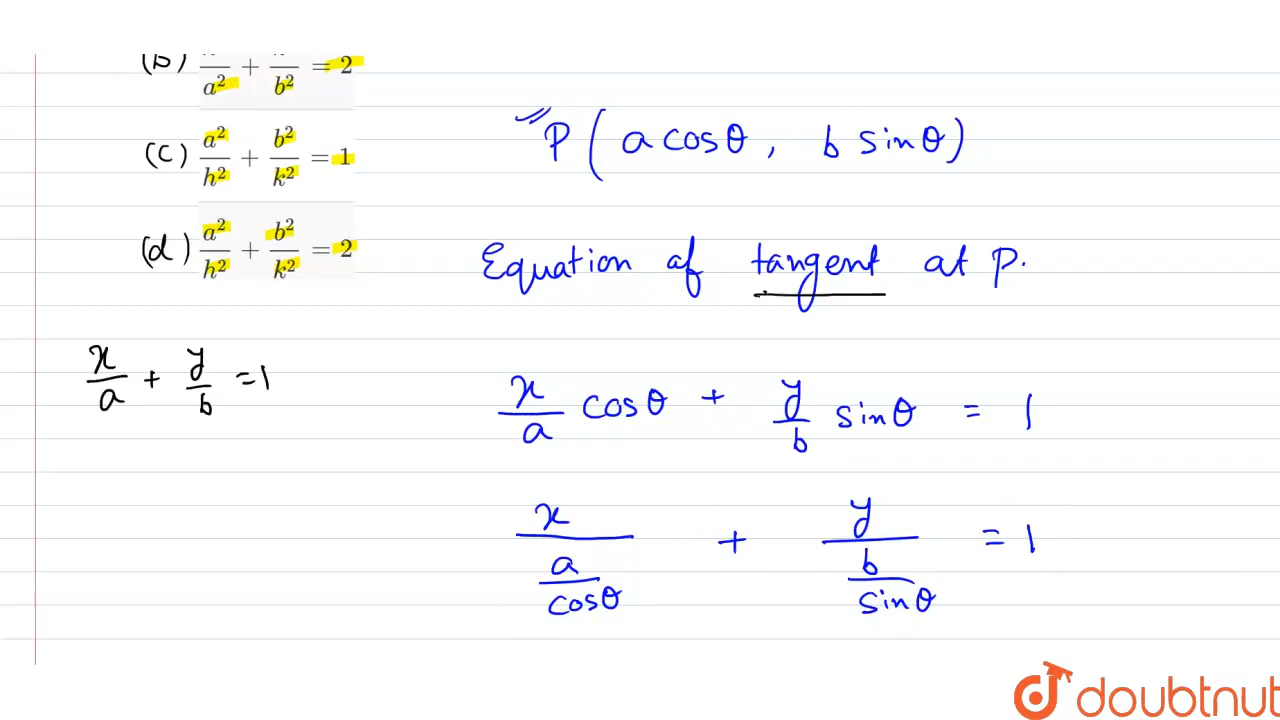 (b) /a² + /b² = 2
(c) a²/h² + b²/k² = 1
(d) a²/h² + b²/k² = 2
x/a + y/b = 1
P ( a cosθ , b sinθ )
Equation of tangent at P.
x/a cosθ + y/b sinθ = 1
x/(a/cosθ) + y/(b/sinθ) = 1
doubtnut